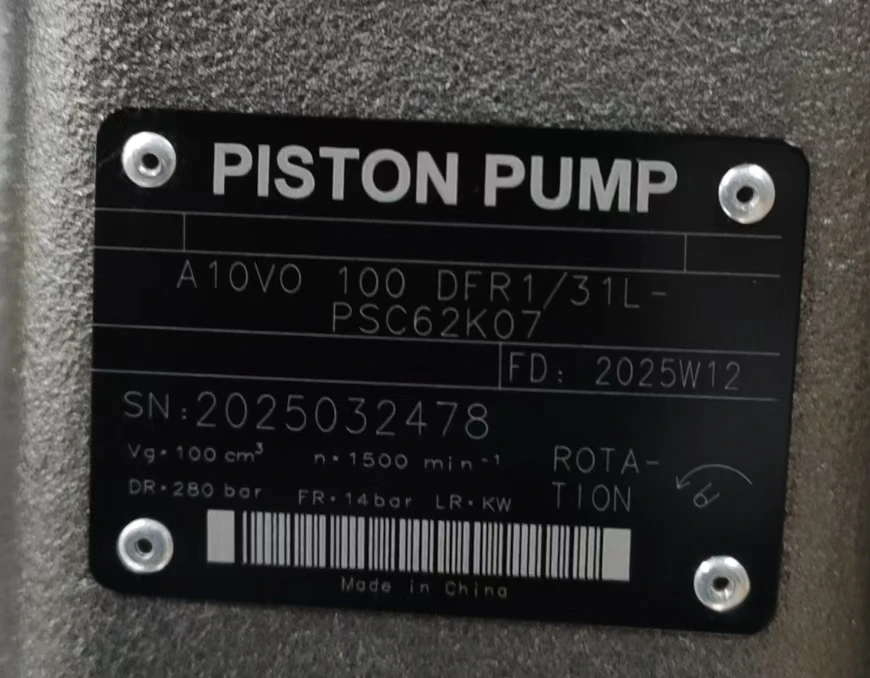 PISTON PUMP
A10VO 100 DFR1/31L-
PSC62K07
FD: 2025W12
SN:2025032478
Vg=100 cm³ n=1500 min⁻¹ ROTA-
DR=280 bar FR=14bar LR=KW TION
Made in China